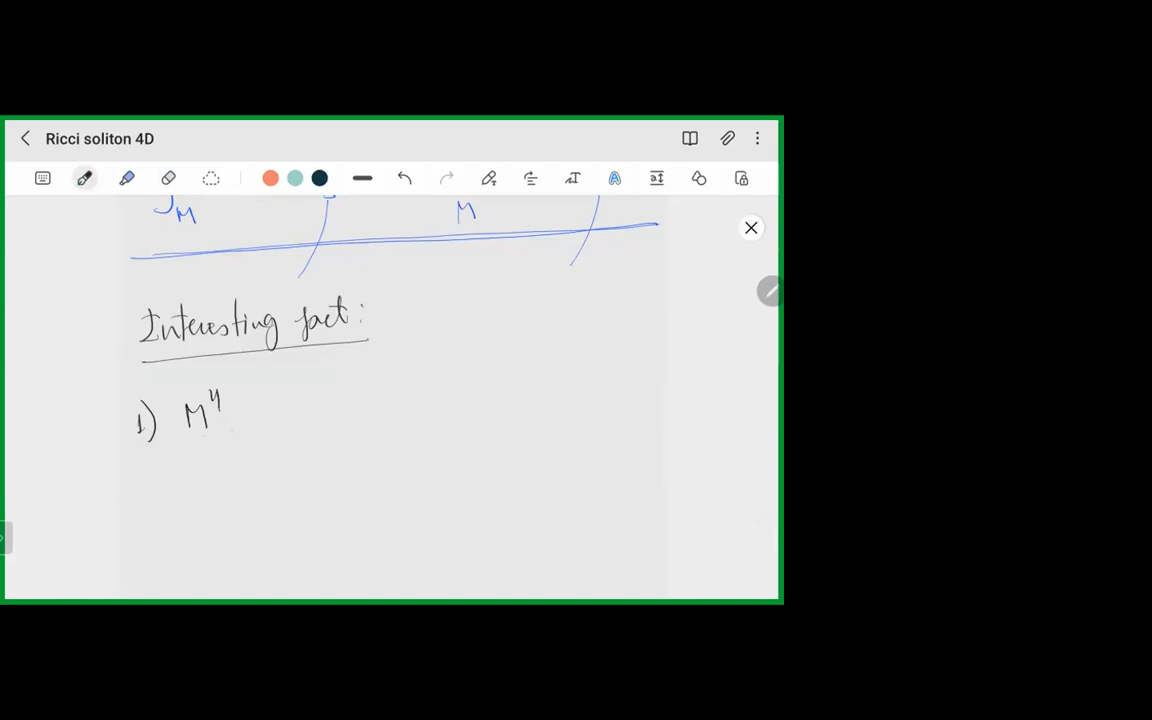 Ricci soliton 4D
M
M
Interesting fact:
1) M⁴